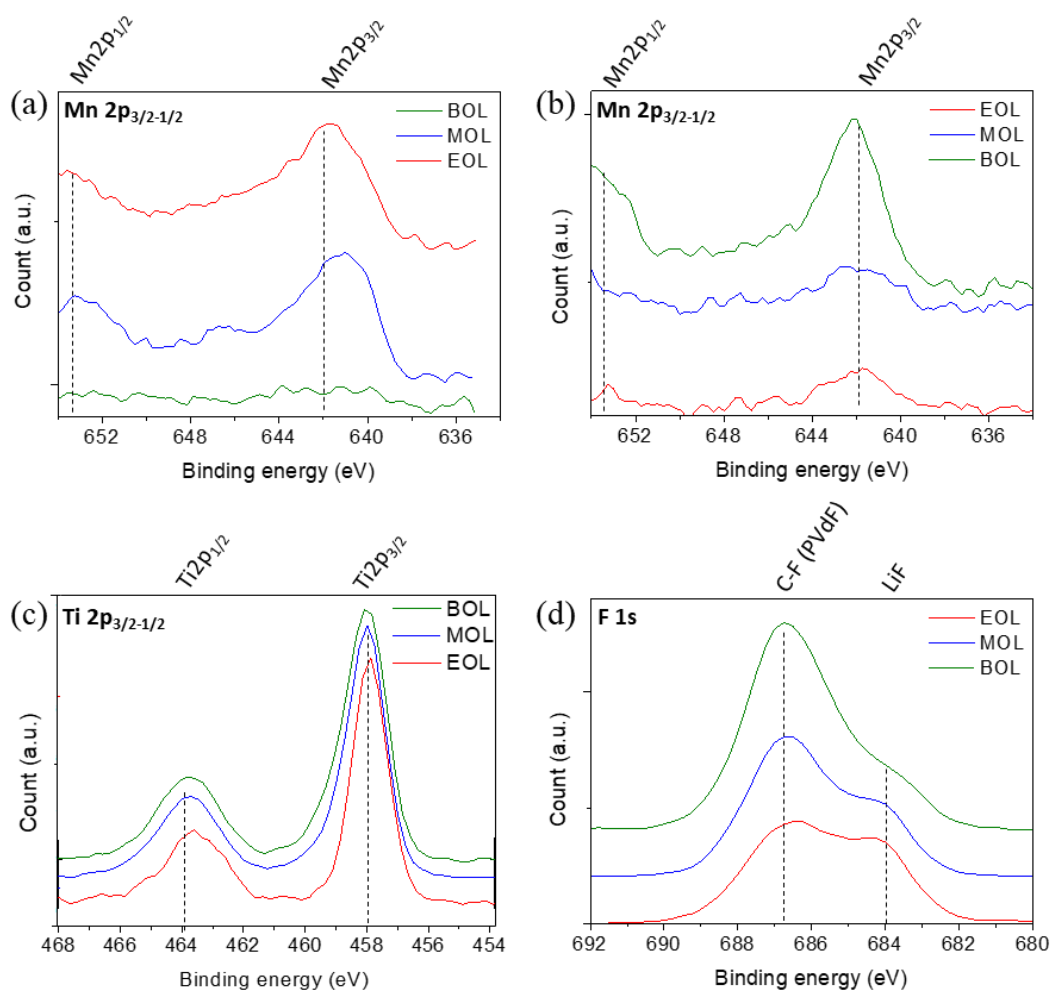 Mn2p1/2 Mn2p3/2
(a) Mn 2p3/2-1/2
BOL
MOL
EOL
Count (a.u.)
652 648 644 640 636
Binding energy (eV)
Mn2p1/2 Mn2p3/2
(b) Mn 2p3/2-1/2
EOL
MOL
BOL
Count (a.u.)
652 648 644 640 636
Binding energy (eV)
Ti2p1/2 Ti2p3/2
(c) Ti 2p3/2-1/2
BOL
MOL
EOL
Count (a.u.)
468 466 464 462 460 458 456 454
Binding energy (eV)
C-F (PVdF) LiF
(d) F 1s
EOL
MOL
BOL
Count (a.u.)
692 690 688 686 684 682 680
Binding energy (eV)